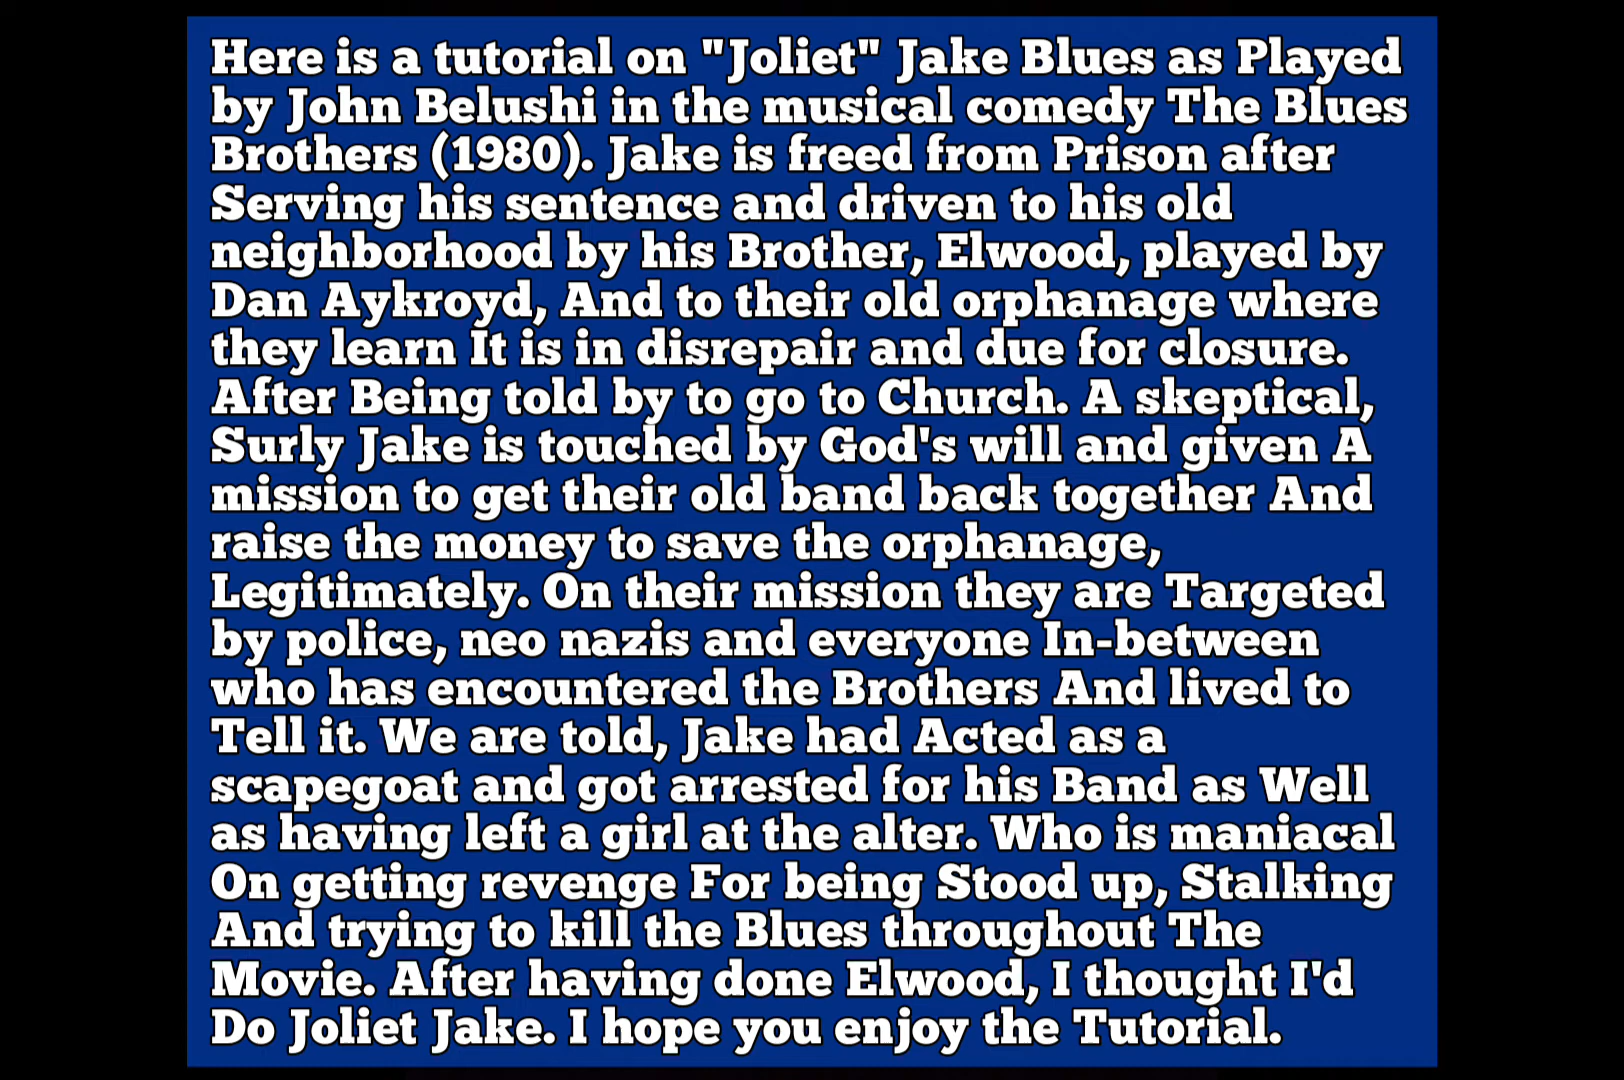 Here is a tutorial on "Joliet" Jake Blues as Played
by John Belushi in the musical comedy The Blues
Brothers (1980). Jake is freed from Prison after
Serving his sentence and driven to his old
neighborhood by his Brother, Elwood, played by
Dan Aykroyd, And to their old orphanage where
they learn It is in disrepair and due for closure.
After Being told by to go to Church. A skeptical,
Surly Jake is touched by God's will and given A
mission to get their old band back together And
raise the money to save the orphanage,
Legitimately. On their mission they are Targeted
by police, neo nazis and everyone In-between
who has encountered the Brothers And lived to
Tell it. We are told, Jake had Acted as a
scapegoat and got arrested for his Band as Well
as having left a girl at the alter. Who is maniacal
On getting revenge For being Stood up, Stalking
And trying to kill the Blues throughout The
Movie. After having done Elwood, I thought I'd
Do Joliet Jake. I hope you enjoy the Tutorial.